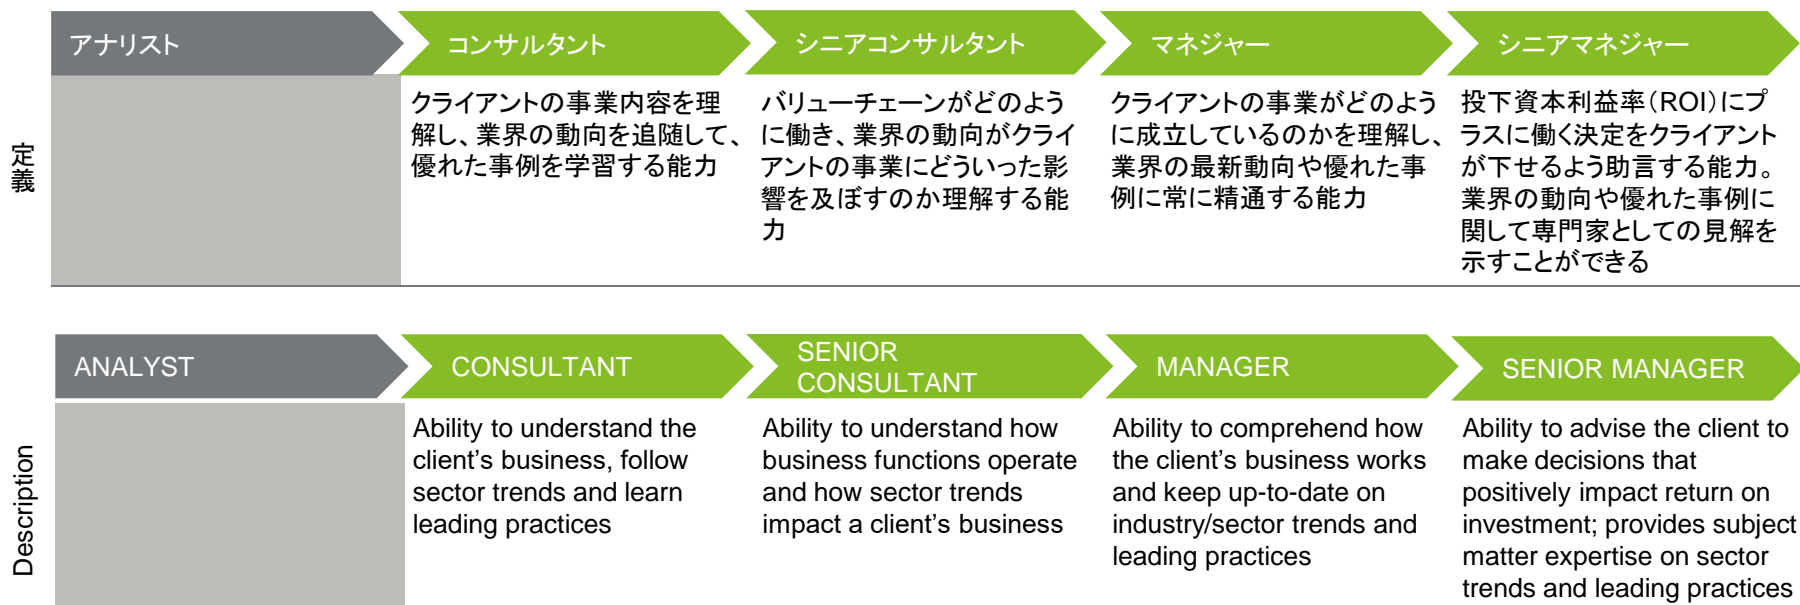 アナリスト
コンサルタント
シニアコンサルタント
マネジャー
シニアマネジャー
定義
クライアントの事業内容を理
解し、業界の動向を追随して、
優れた事例を学習する能力
バリューチェーンがどのよう
に働き、業界の動向がクライ
アントの事業にどういった影
響を及ぼすのか理解する能
力
クライアントの事業がどのよう
に成立しているのかを理解し、
業界の最新動向や優れた事
例に常に精通する能力
投下資本利益率(ROI)にプ
ラスに働く決定をクライアント
が下せるよう助言する能力。
業界の動向や優れた事例に
関して専門家としての見解を
示すことができる
ANALYST
CONSULTANT
SENIOR
CONSULTANT
MANAGER
SENIOR MANAGER
Description
Ability to understand the
client’s business, follow
sector trends and learn
leading practices
Ability to understand how
business functions operate
and how sector trends
impact a client’s business
Ability to comprehend how
the client’s business works
and keep up-to-date on
industry/sector trends and
leading practices
Ability to advise the client to
make decisions that
positively impact return on
investment; provides subject
matter expertise on sector
trends and leading practices